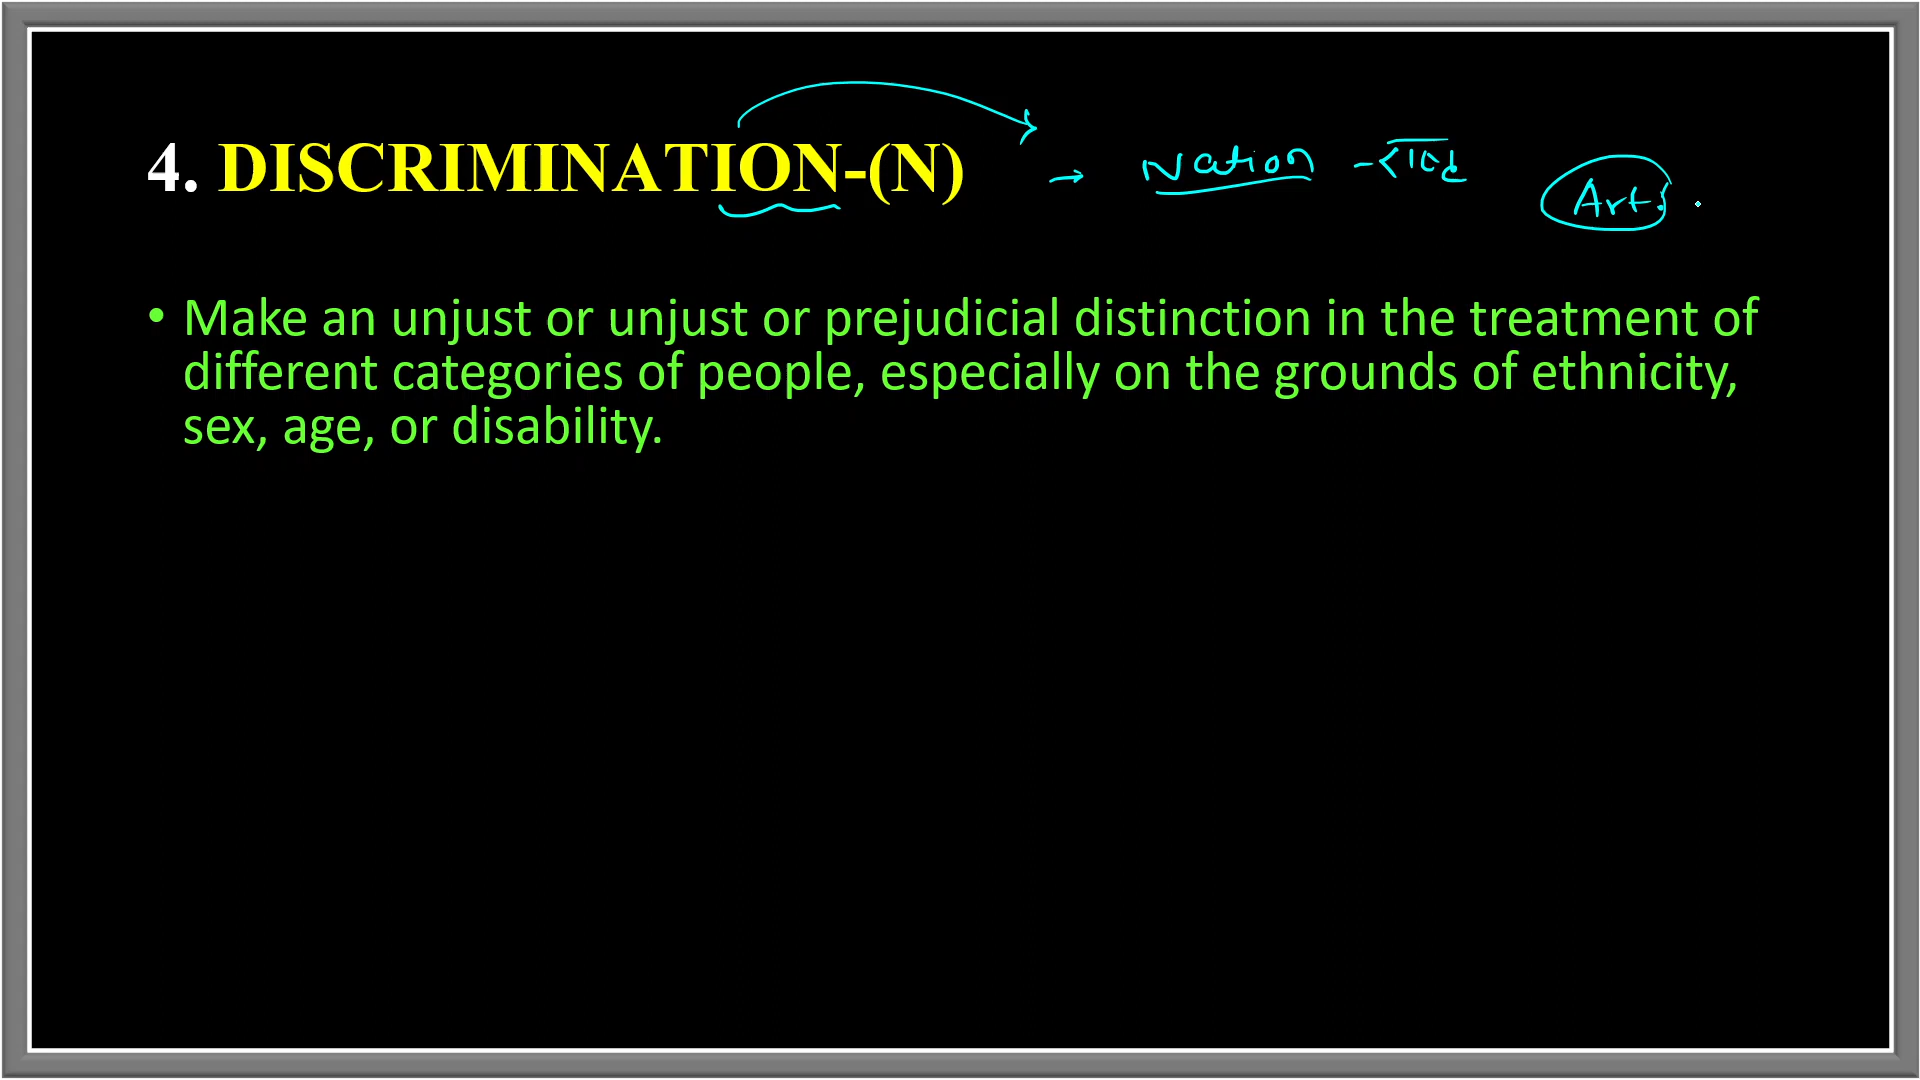 4. DISCRIMINATION-(N) → Nation - Art.
• Make an unjust or unjust or prejudicial distinction in the treatment of
different categories of people, especially on the grounds of ethnicity,
sex, age, or disability.